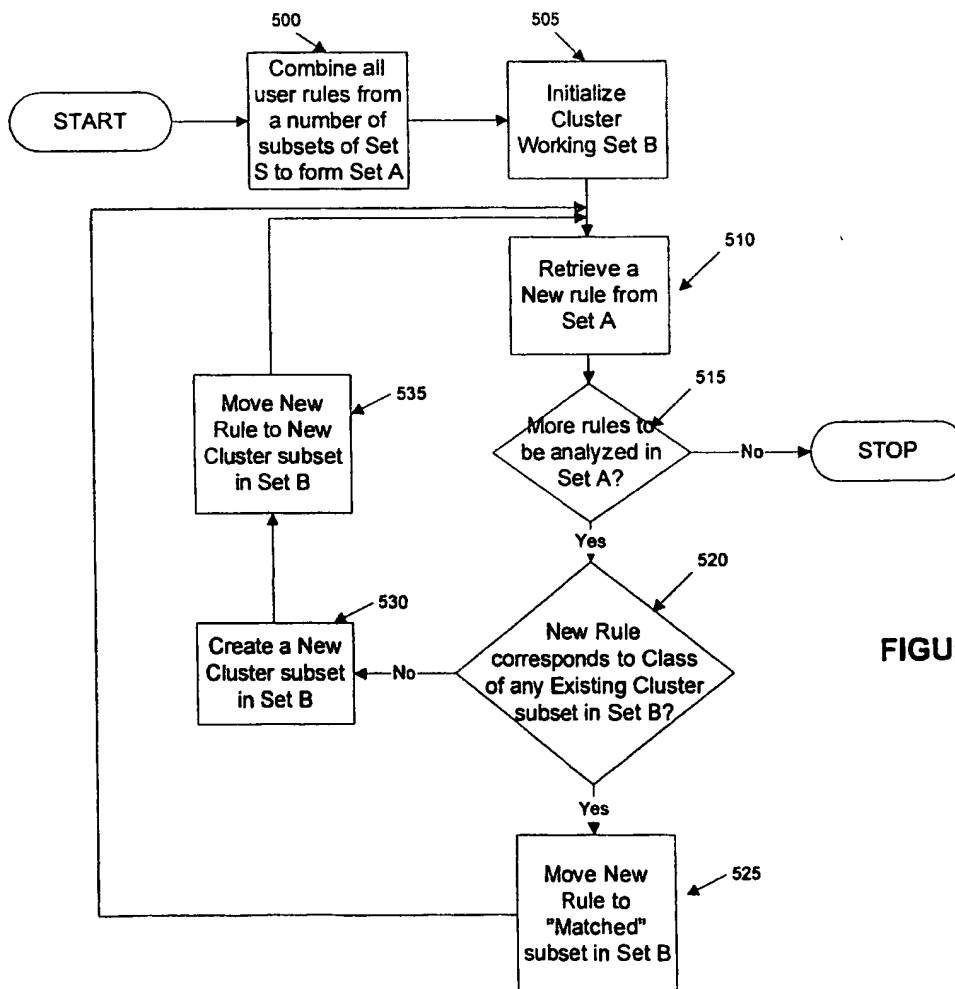 500
505
START
Combine all
user rules from
a number of
subsets of Set
S to form Set A
Initialize
Cluster
Working Set B
510
Retrieve a
New rule from
Set A
515
More rules to
be analyzed in
Set A?
No
STOP
Yes
535
Move New
Rule to New
Cluster subset
in Set B
520
New Rule
corresponds to Class
of any Existing Cluster
subset in Set B?
No
530
Create a New
Cluster subset
in Set B
FIGU
Yes
525
Move New
Rule to
"Matched"
subset in Set B